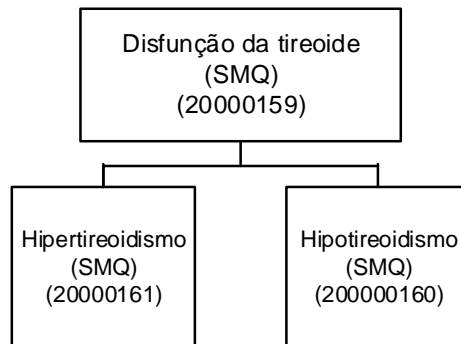 Disfunção da tireoide
(SMQ)
(20000159)
Hipertireoidismo
(SMQ)
(20000161)
Hipotireoidismo
(SMQ)
(200000160)